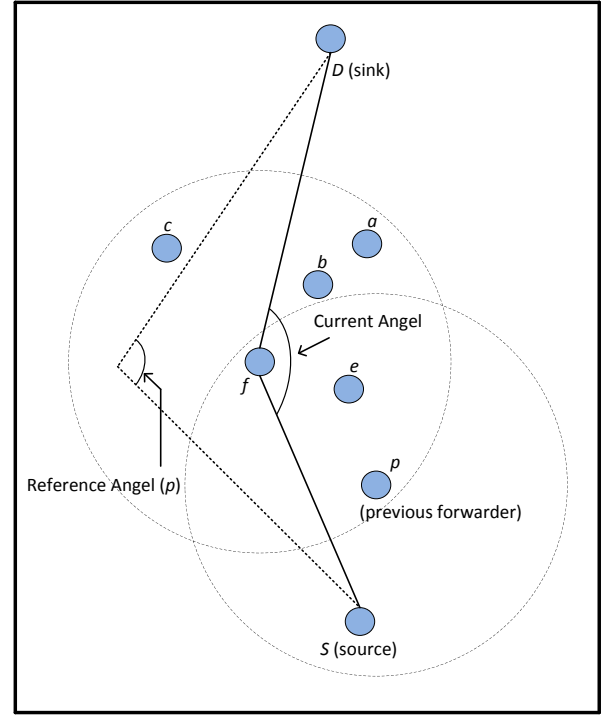 D (sink)
c
a
b
Current Angel
f
e
p
Reference Angel (p)
(previous forwarder)
S (source)